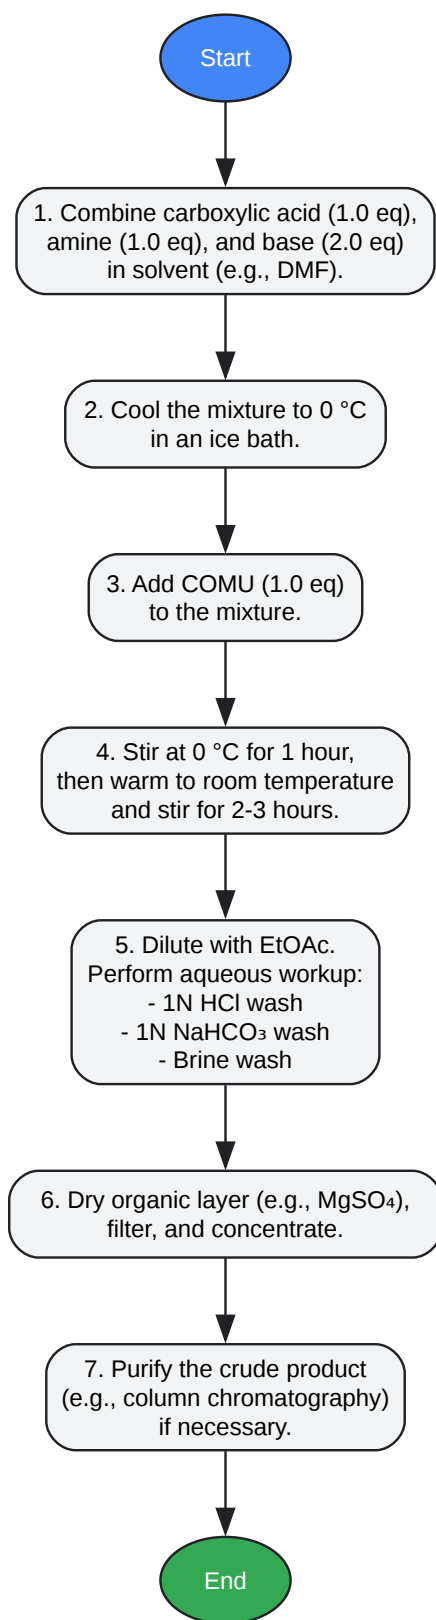 Start
1. Combine carboxylic acid (1.0 eq),
amine (1.0 eq), and base (2.0 eq)
in solvent (e.g., DMF).
2. Cool the mixture to 0 °C
in an ice bath.
3. Add COMU (1.0 eq)
to the mixture.
4. Stir at 0 °C for 1 hour,
then warm to room temperature
and stir for 2-3 hours.
5. Dilute with EtOAc.
Perform aqueous workup:
- 1N HCl wash
- 1N NaHCO₃ wash
- Brine wash
6. Dry organic layer (e.g., MgSO₄),
filter, and concentrate.
7. Purify the crude product
(e.g., column chromatography)
if necessary.
End